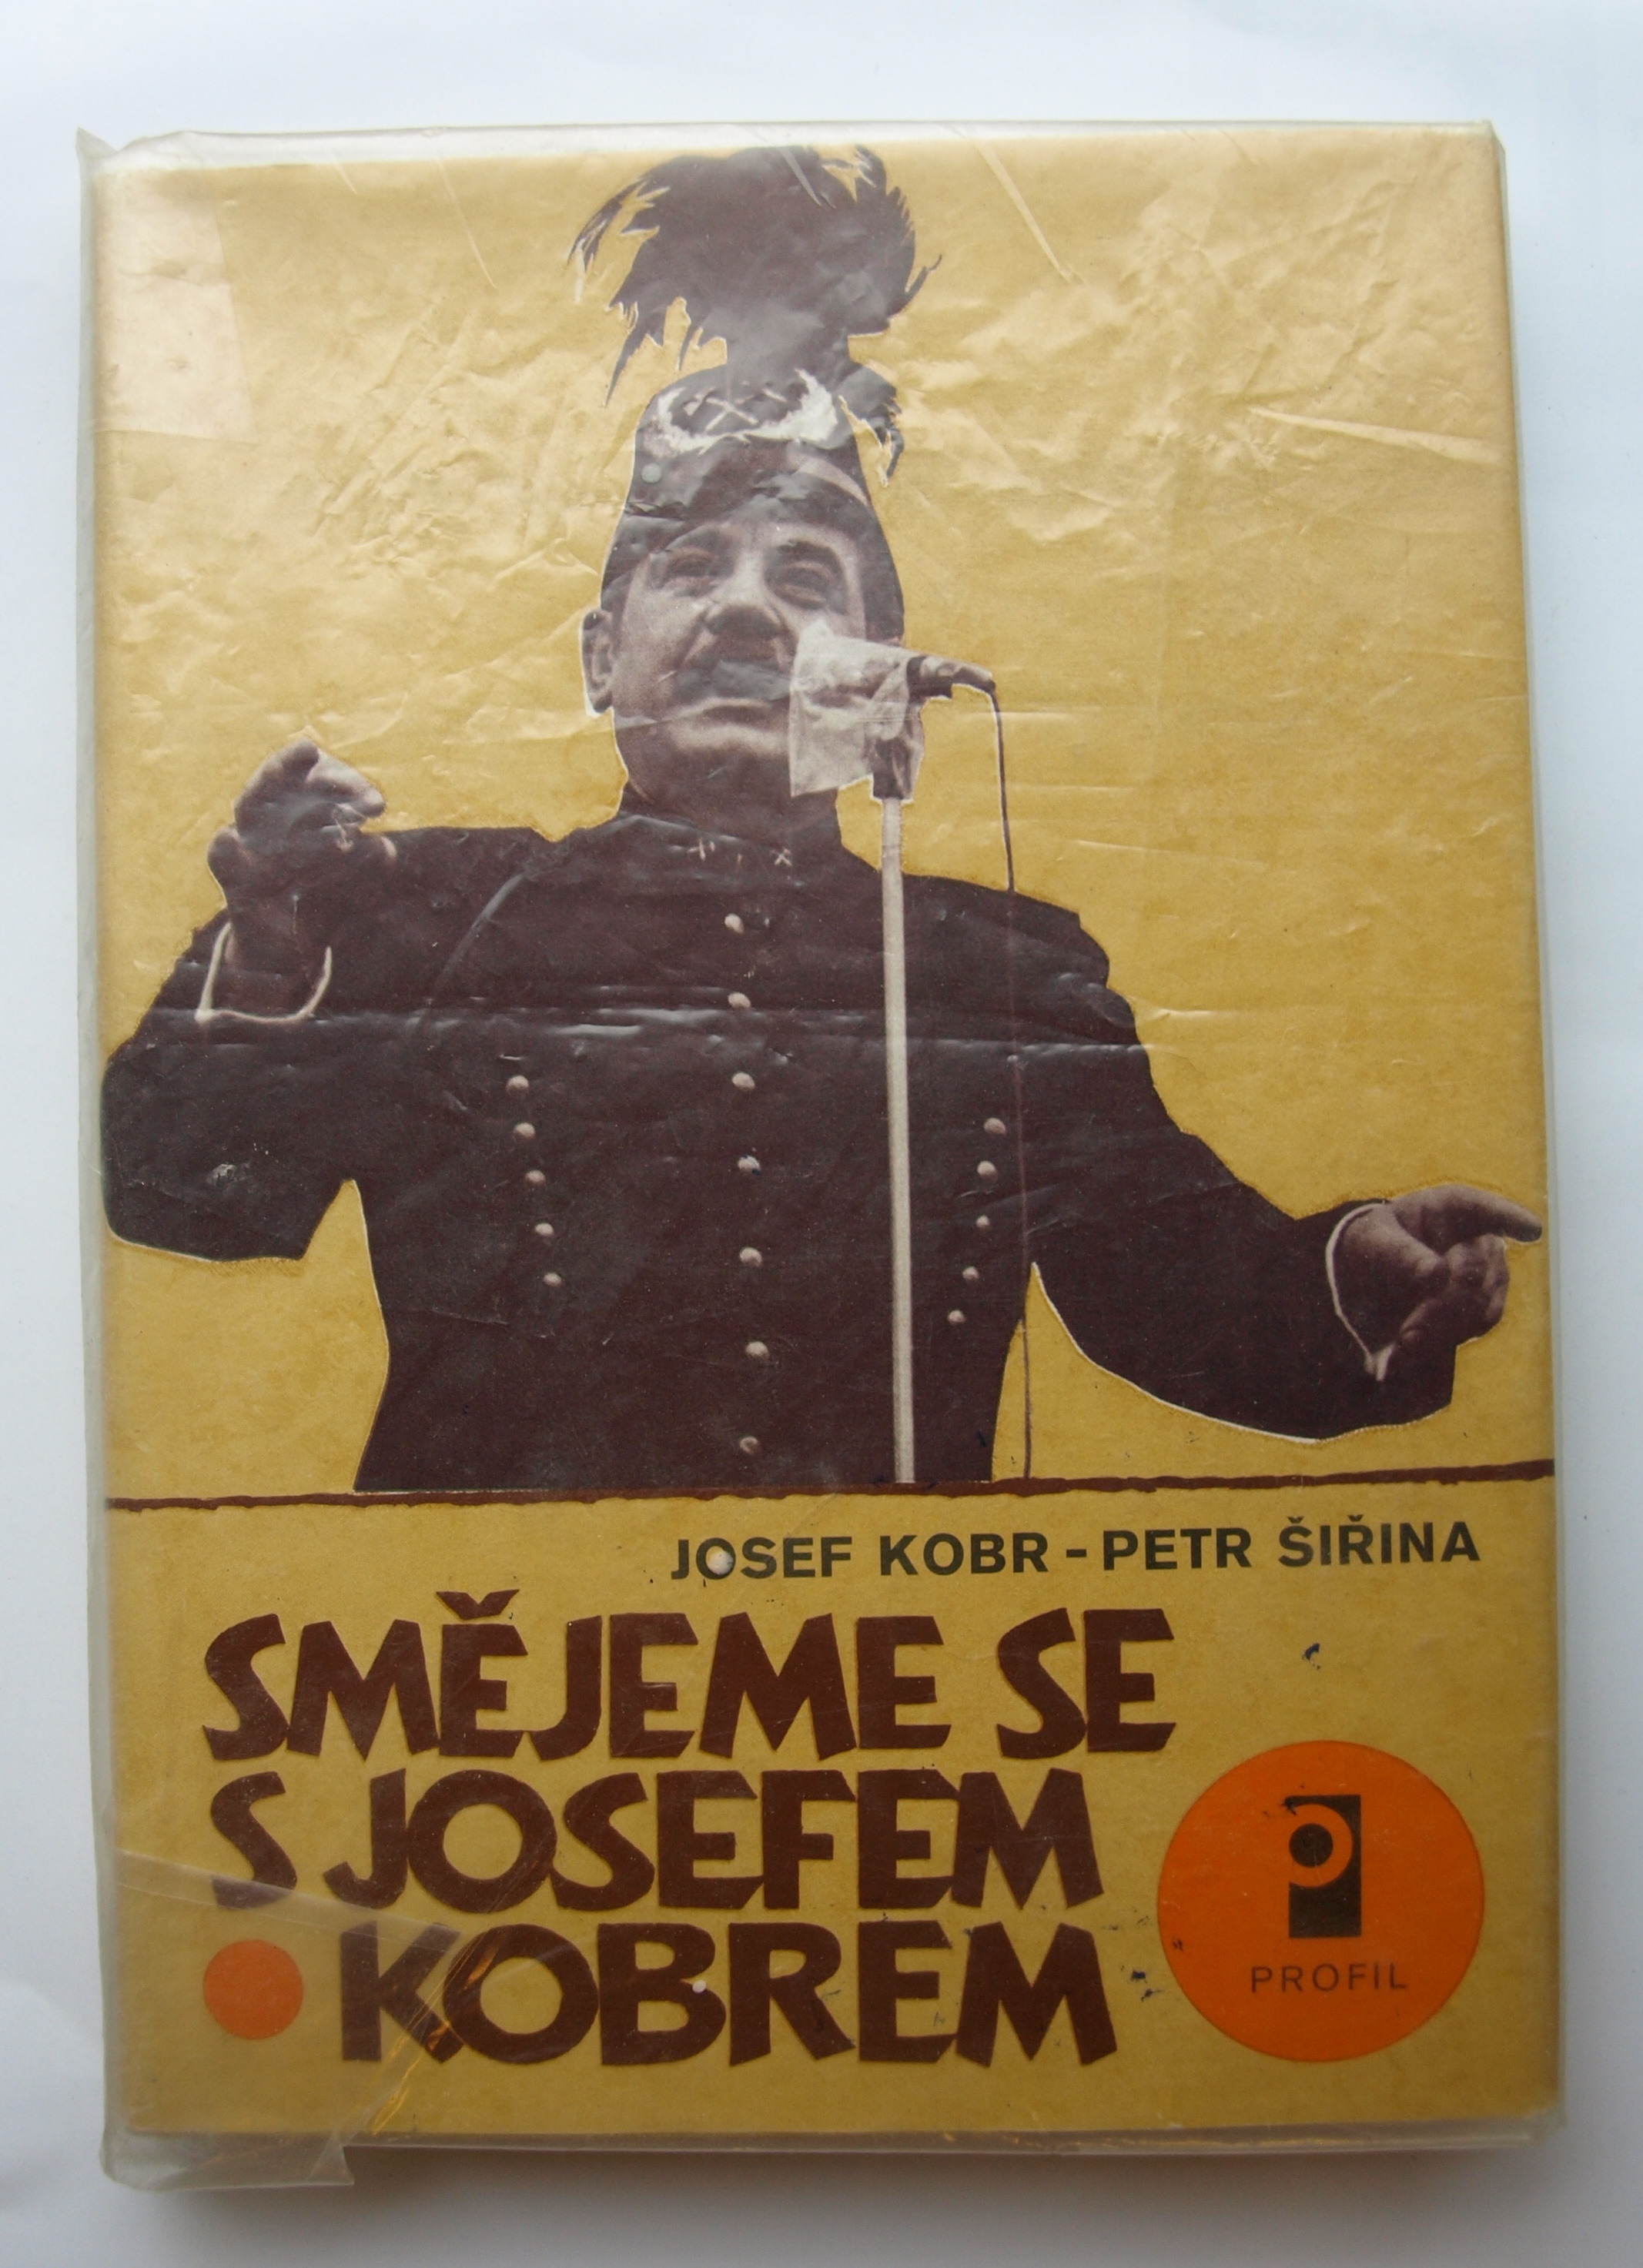 JOSEF KOBR - PETR ŠIŘINA
SMĚJEME SE
S JOSEFEM
KOBREM
PROFIL